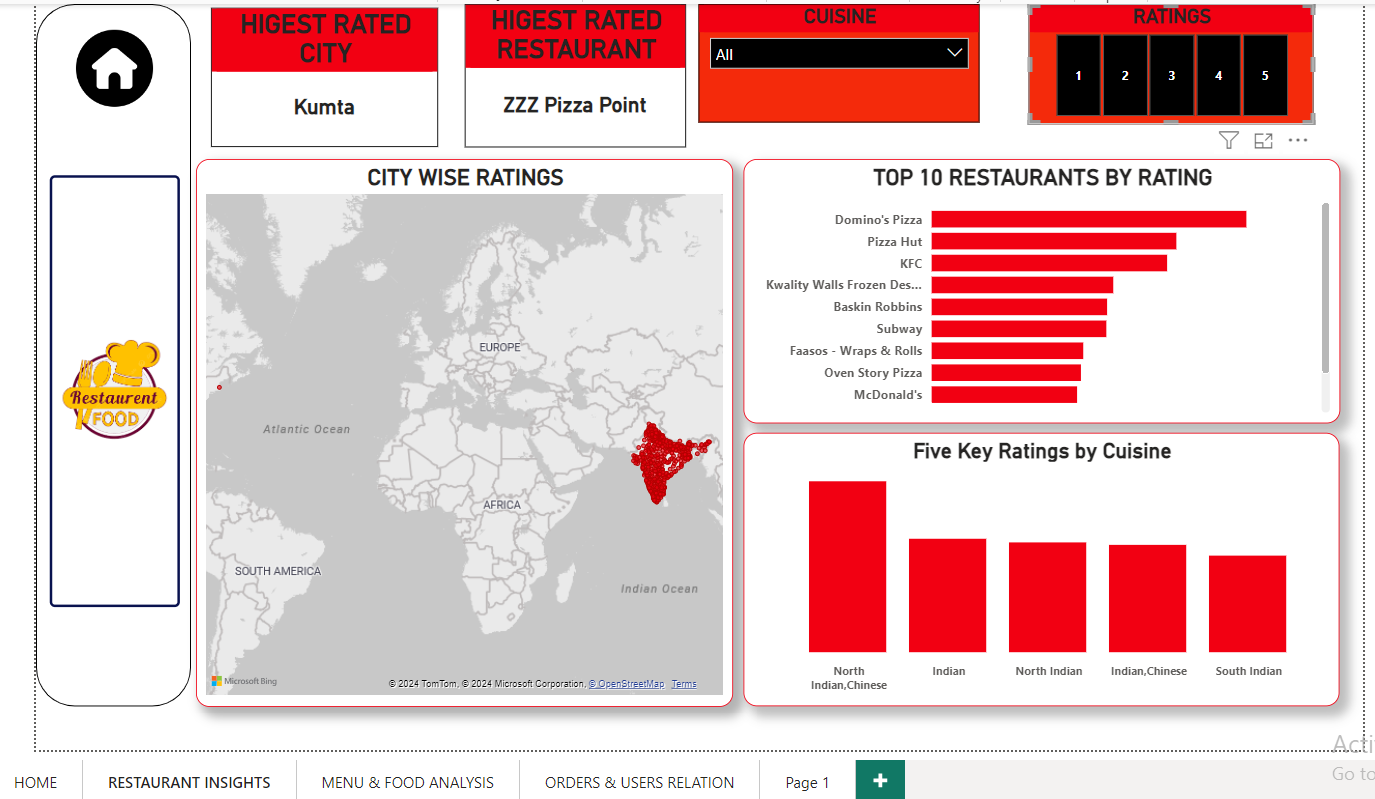 HIGEST RATED
CITY
Kumta
HIGEST RATED
RESTAURANT
ZZZ Pizza Point
CUISINE
All
RATINGS
1 2 3 4 5
Restaurent
FOOD
CITY WISE RATINGS
EUROPE
Atlantic Ocean
AFRICA
SOUTH AMERICA
Indian Ocean
Microsoft Bing
© 2024 TomTom, © 2024 Microsoft Corporation, © OpenStreetMap Terms
TOP 10 RESTAURANTS BY RATING
Domino's Pizza
Pizza Hut
KFC
Kwality Walls Frozen Des...
Baskin Robbins
Subway
Faasos - Wraps & Rolls
Oven Story Pizza
McDonald's
Five Key Ratings by Cuisine
North
Indian,Chinese
Indian
North Indian
Indian,Chinese
South Indian
Go to
HOME
RESTAURANT INSIGHTS
MENU & FOOD ANALYSIS
ORDERS & USERS RELATION
Page 1
+